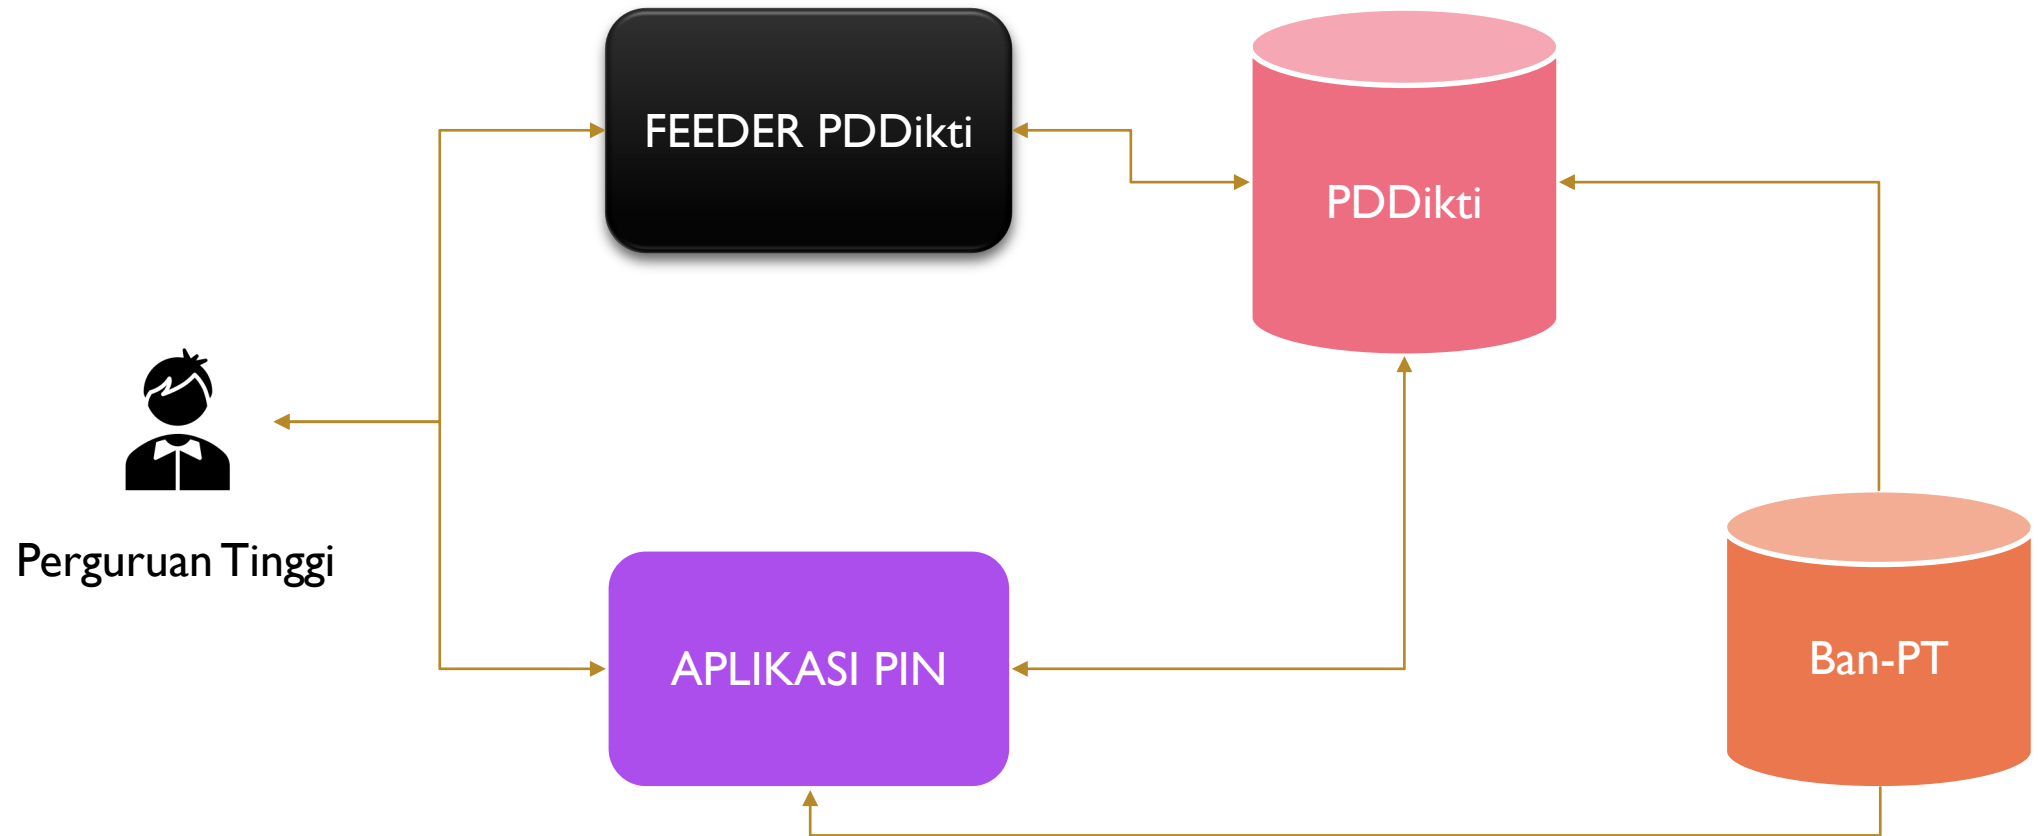 FEEDER PDDikti
PDDikti
Perguruan Tinggi
APLIKASI PIN
Ban-PT